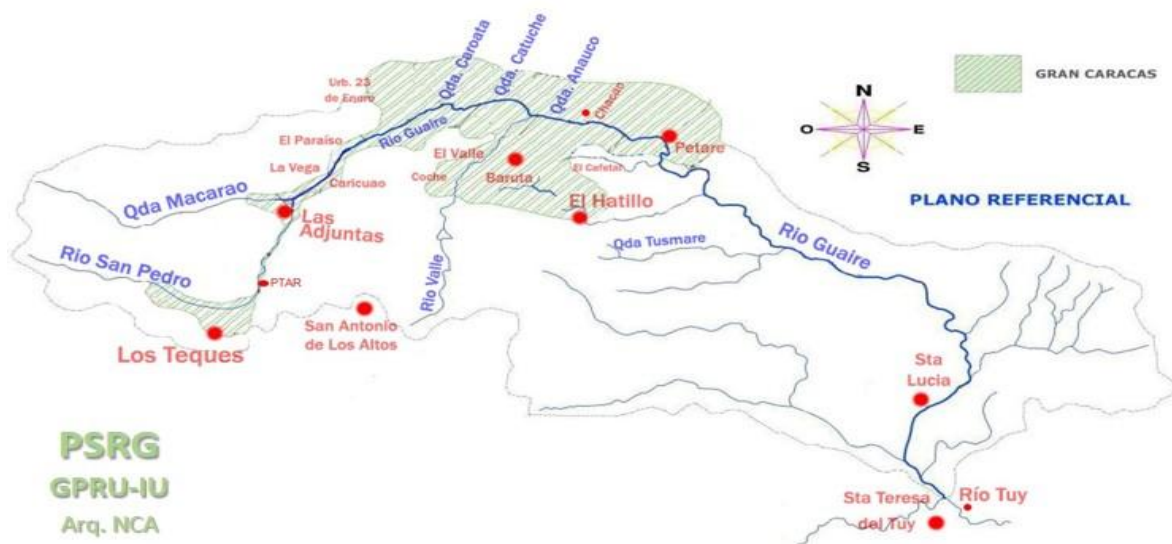 Qda. Caroata
Qda. Catuche
Qda. Anauco
Urb. 23
de Enero
Chacao
GRAN CARACAS
N
O
E
S
El Paraíso
Rio Guaire
La Vega
El Valle
Petare
Caricuao
Coche
Baruta
El Cafetal
Qda Macarao
Las
Adjuntas
El Hatillo
PLANO REFERENCIAL
Rio San Pedro
PTAR
Rio Valle
Qda Tusmare
Rio Guaire
San Antonio
de Los Altos
Los Teques
Sta
Lucia
PSRG
GPRU-IU
Arq. NCA
Sta Teresa
del Tuy
Río Tuy